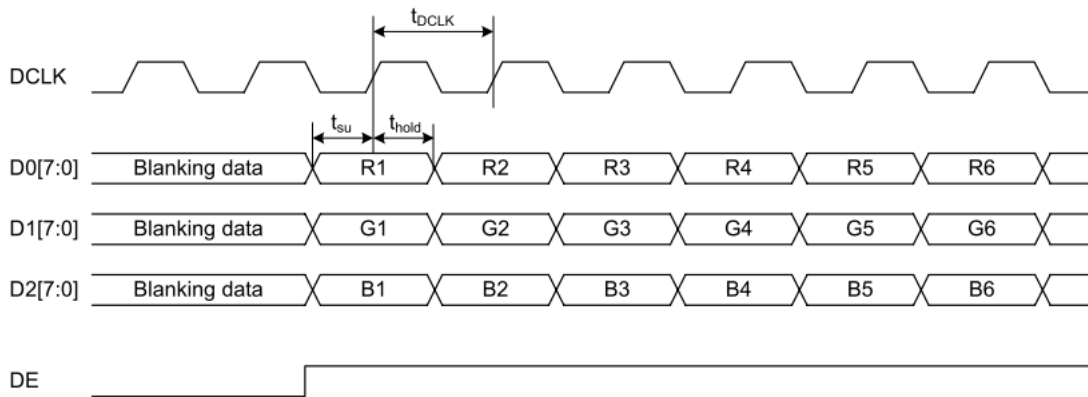 tDCLK
DCLK
tsu thold
D0[7:0] Blanking data R1 R2 R3 R4 R5 R6
D1[7:0] Blanking data G1 G2 G3 G4 G5 G6
D2[7:0] Blanking data B1 B2 B3 B4 B5 B6
DE